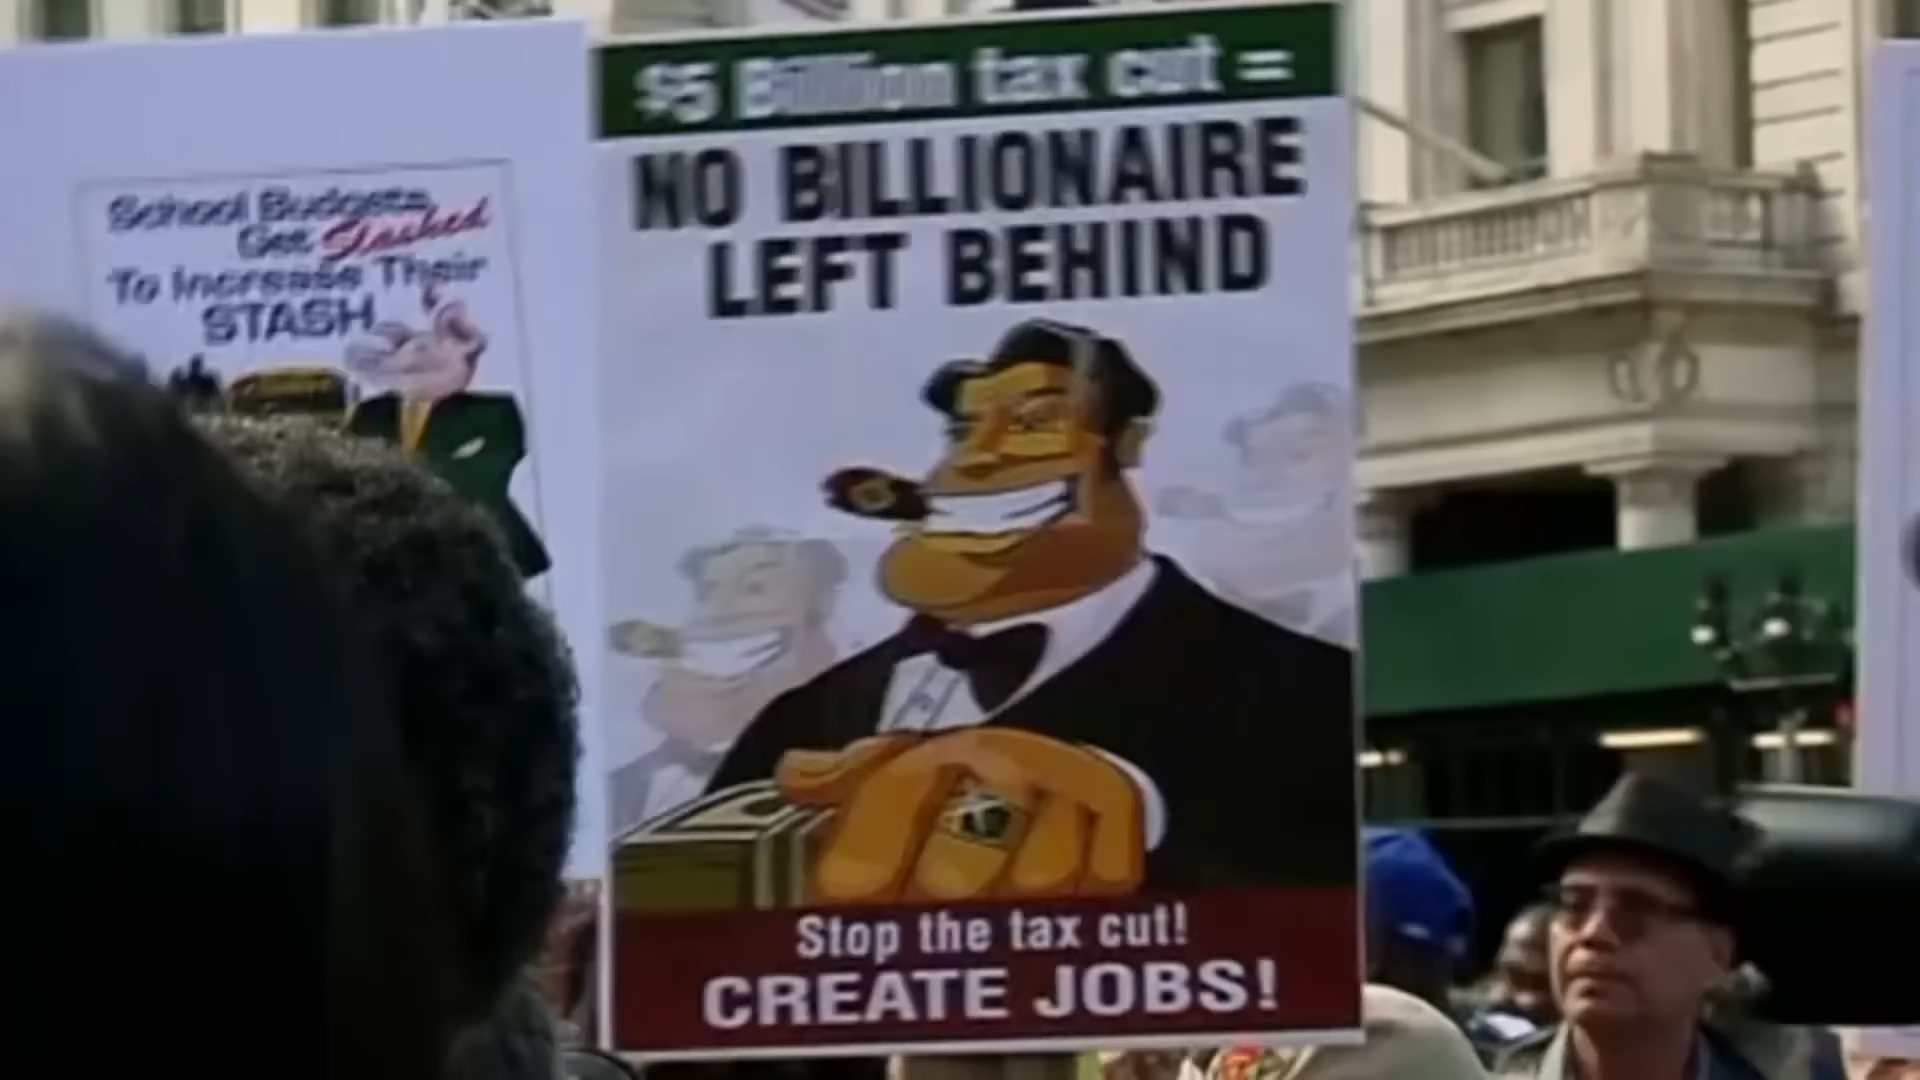 School Budgets
Get Slashed
To Increase Their
STASH
$5 Billion tax cut =
NO BILLIONAIRE
LEFT BEHIND
Stop the tax cut!
CREATE JOBS!